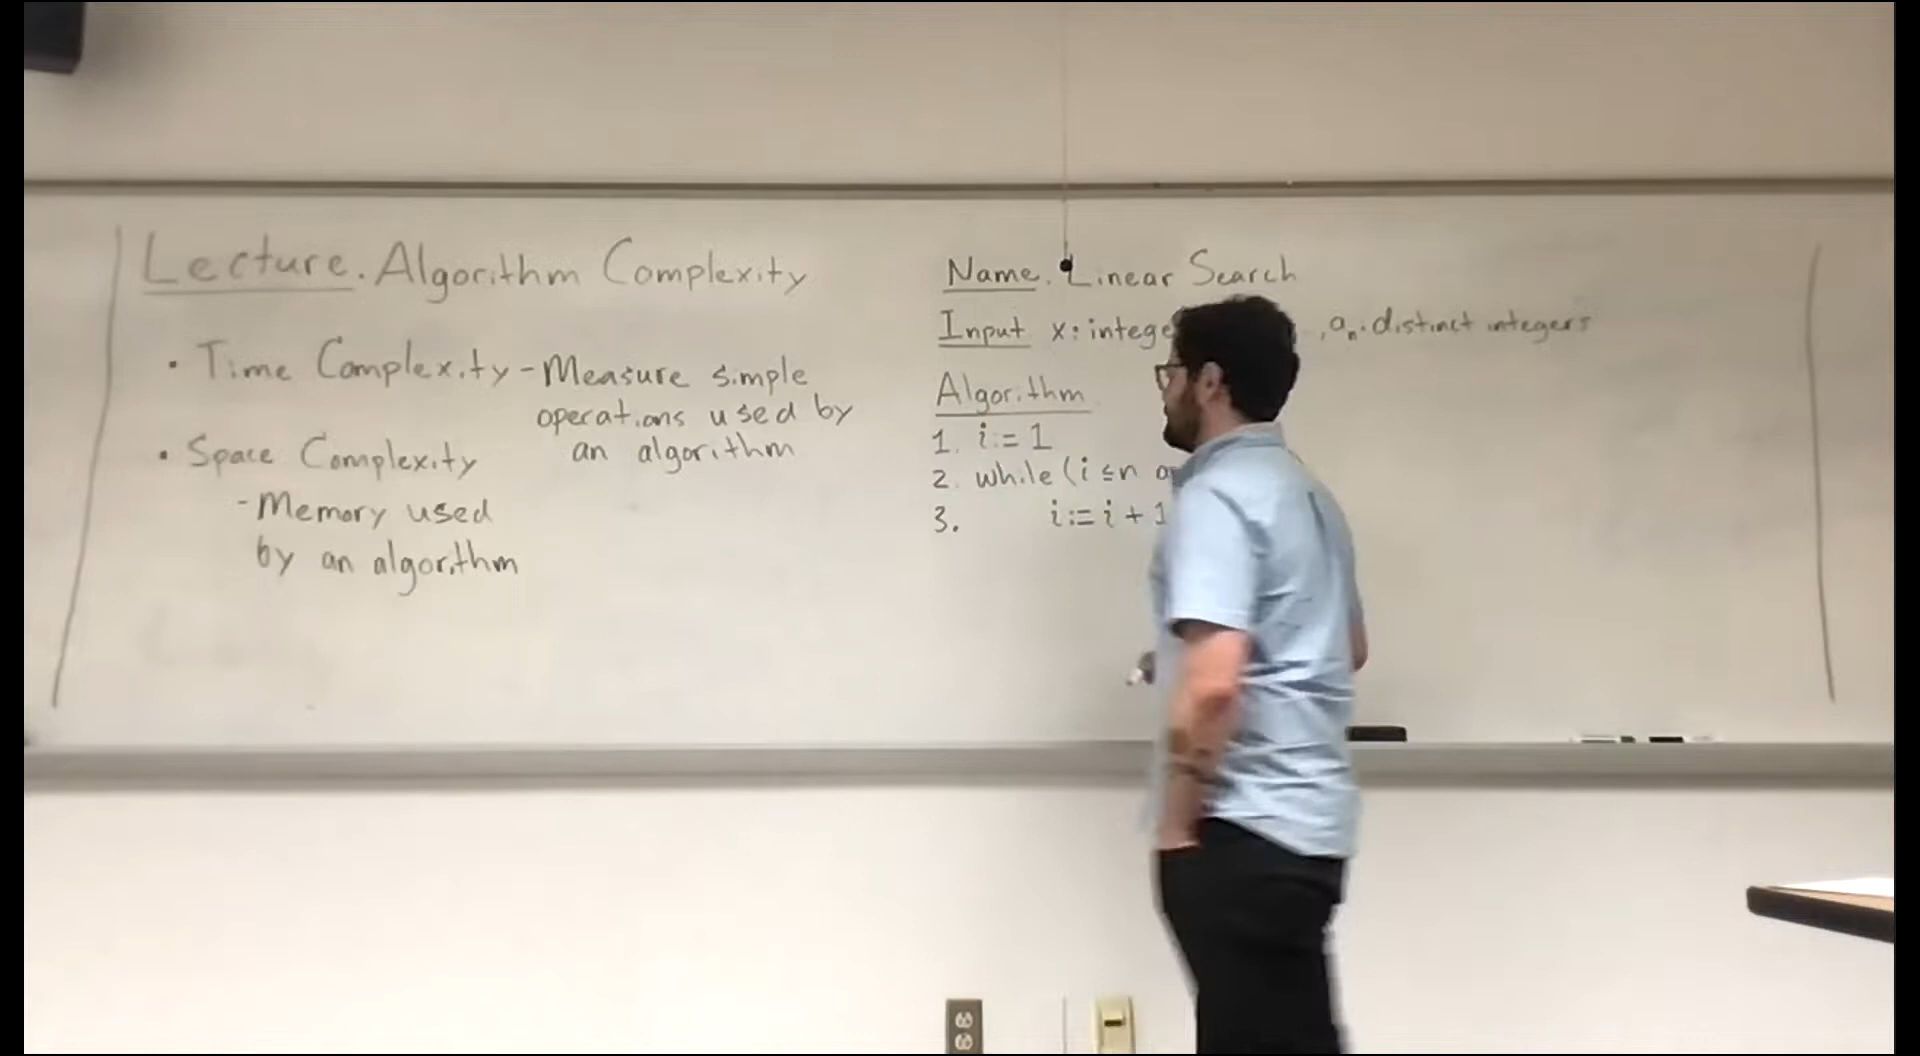 Lecture. Algorithm Complexity
• Time Complexity - Measure simple
operations used by
an algorithm
• Space Complexity
- Memory used
by an algorithm
Name. Linear Search
Input x: , aₙ: distinct integers
Algorithm
1. i := 1
2. while (i ≤ n
3. i := i + 1